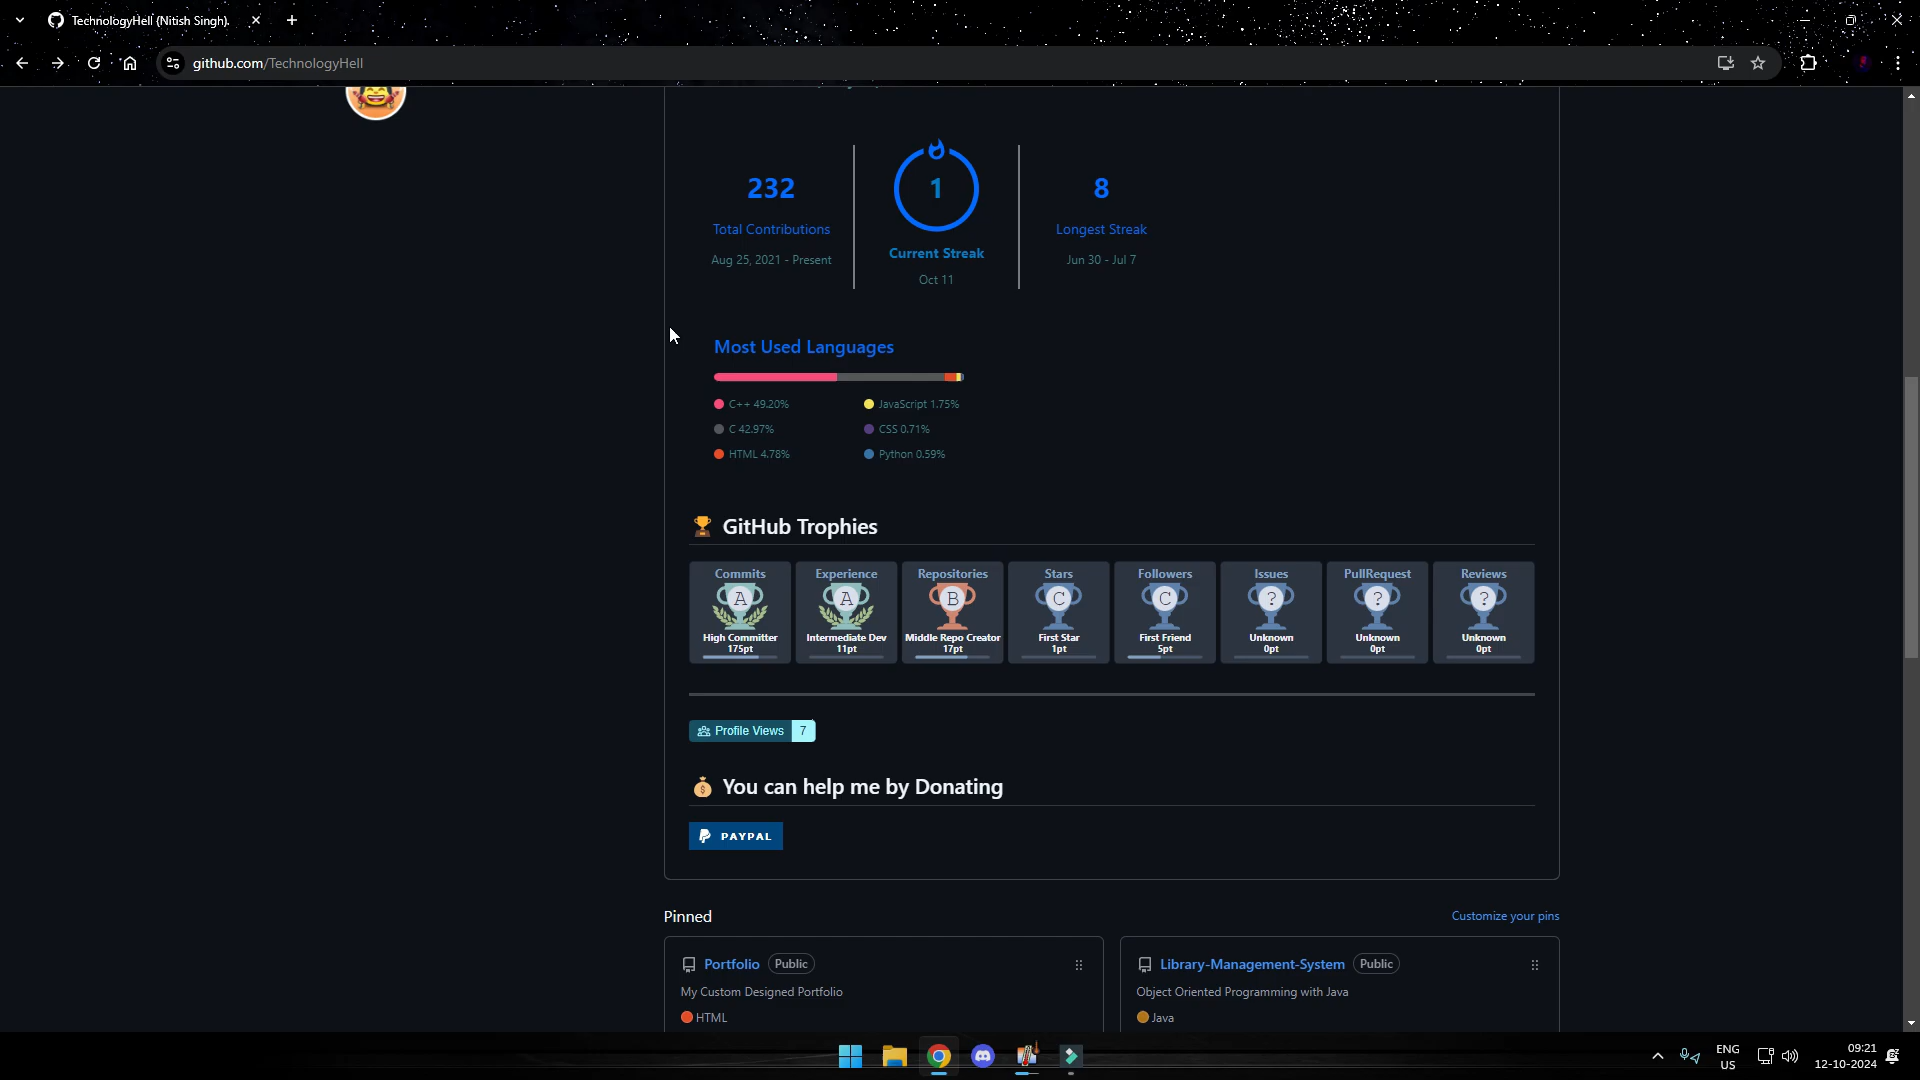 TechnologyHell (Nitish Singh).
github.com/TechnologyHell
232
Total Contributions
Aug 25, 2021 - Present
1
Current Streak
Oct 11
8
Longest Streak
Jun 30 - Jul 7
Most Used Languages
C++ 49.20%
JavaScript 1.75%
C 42.97%
CSS 0.71%
HTML 4.78%
Python 0.59%
GitHub Trophies
Commits
A
High Committer
175pt
Experience
A
Intermediate Dev
11pt
Repositories
B
Middle Repo Creator
17pt
Stars
C
First Star
1pt
Followers
C
First Friend
5pt
Issues
?
Unknown
0pt
PullRequest
?
Unknown
0pt
Reviews
?
Unknown
0pt
Profile Views 7
You can help me by Donating
PAYPAL
Pinned
Customize your pins
Portfolio Public
My Custom Designed Portfolio
HTML
Library-Management-System Public
Object Oriented Programming with Java
Java
ENG
US
09:21
12-10-2024